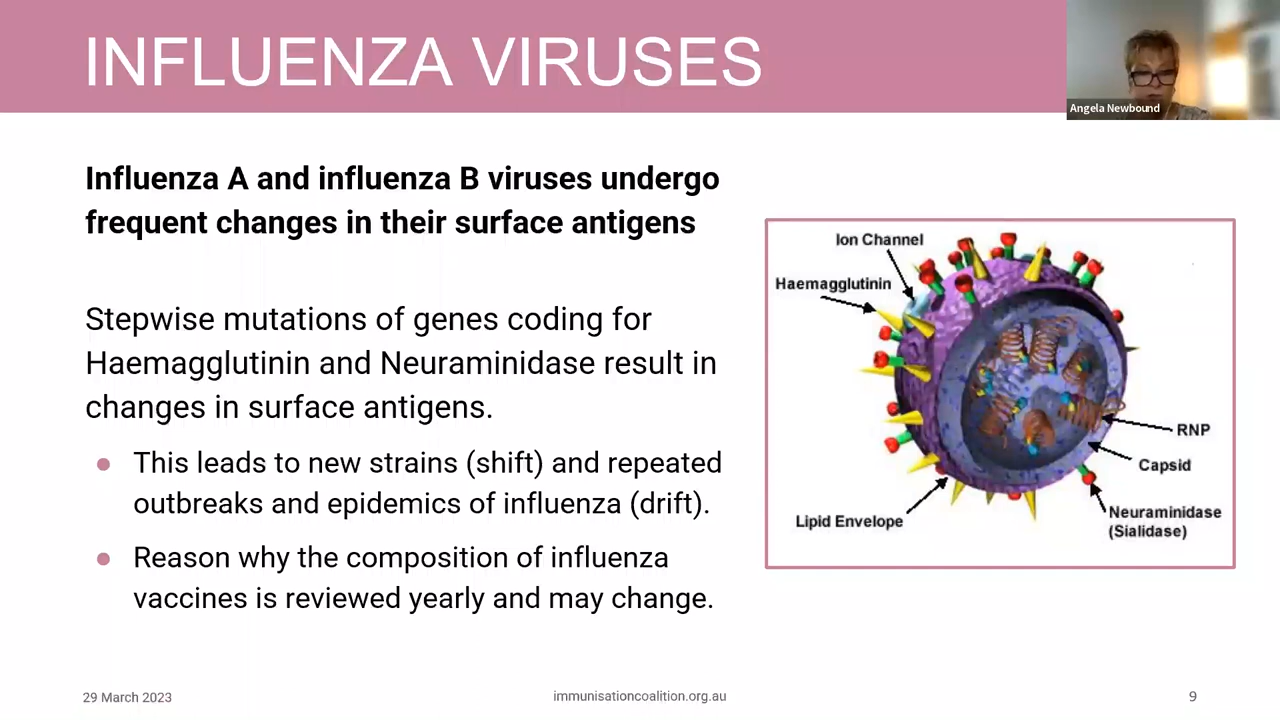 INFLUENZA VIRUSES
Angela Newbound
Influenza A and influenza B viruses undergo
frequent changes in their surface antigens
Stepwise mutations of genes coding for
Haemagglutinin and Neuraminidase result in
changes in surface antigens.
This leads to new strains (shift) and repeated
outbreaks and epidemics of influenza (drift).
Reason why the composition of influenza
vaccines is reviewed yearly and may change.
Ion Channel
Haemagglutinin
RNP
Capsid
Neuraminidase
(Sialidase)
Lipid Envelope
29 March 2023
immunisationcoalition.org.au
9